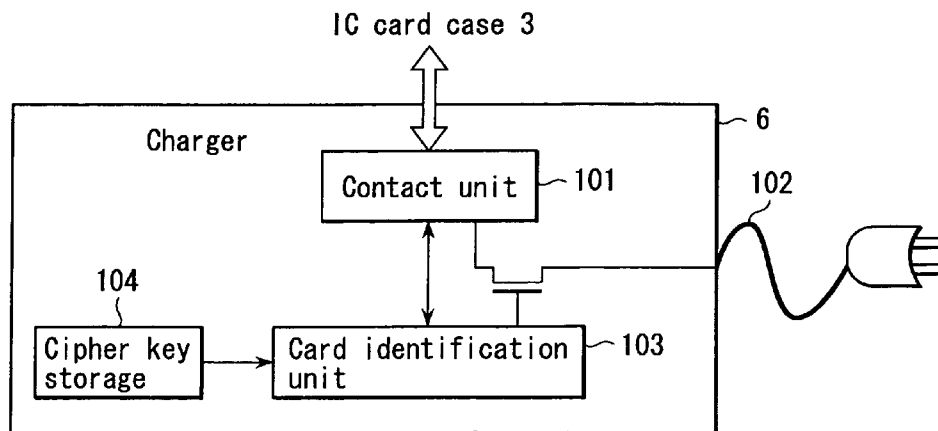 IC card case 3
6
Charger
102
Contact unit
101
104
Cipher key
storage
Card identification
unit
103